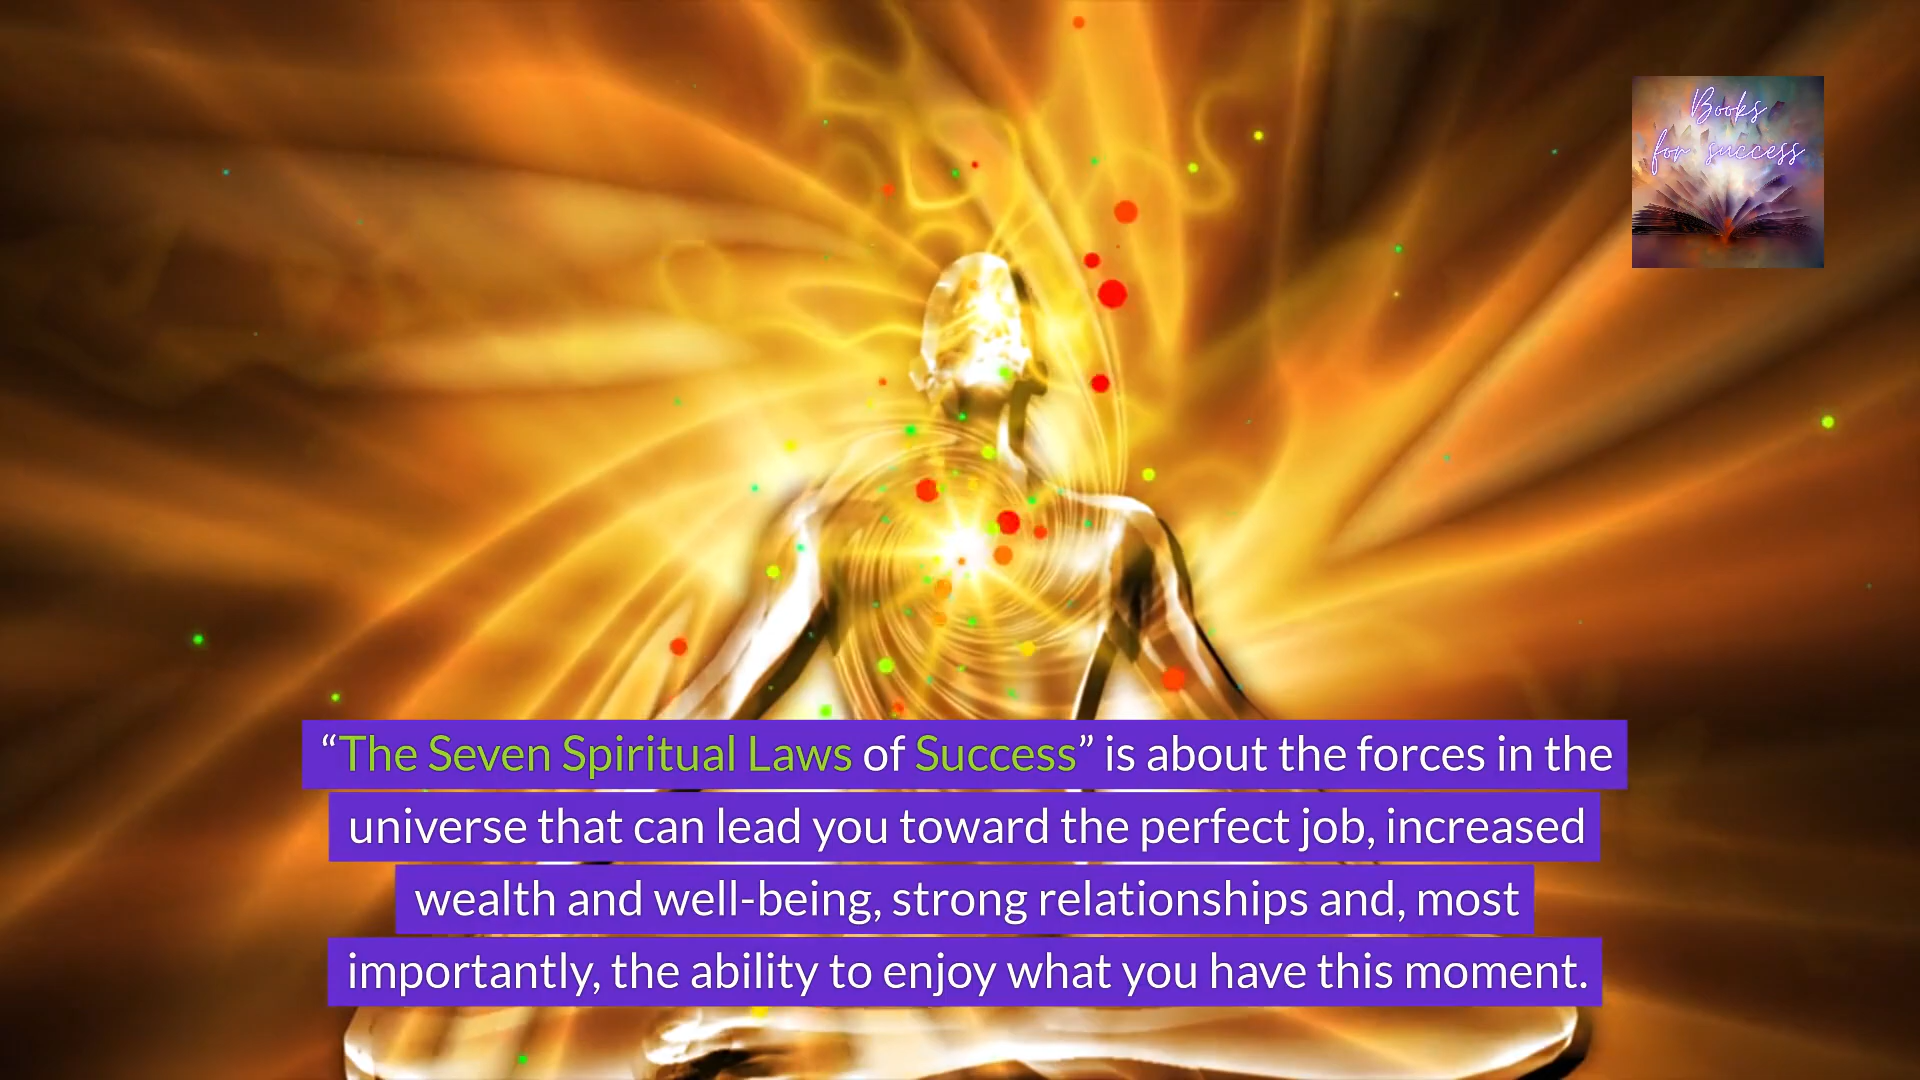 Books
for success
“The Seven Spiritual Laws of Success” is about the forces in the
universe that can lead you toward the perfect job, increased
wealth and well-being, strong relationships and, most
importantly, the ability to enjoy what you have this moment.